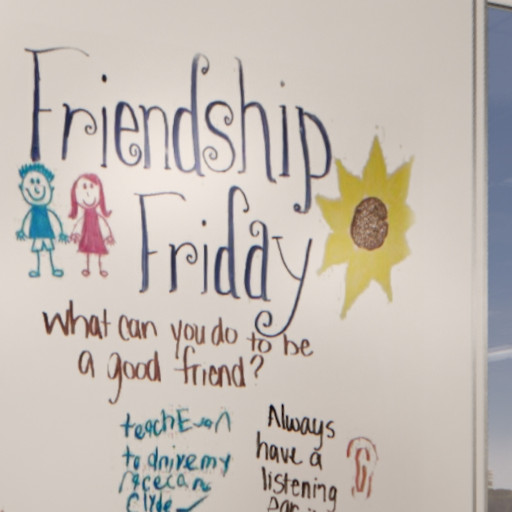 Friendship
Friday
what can you do to be
a good friend?
teach Evan
to drive my
racecar
Clyde
Always
have a
listening